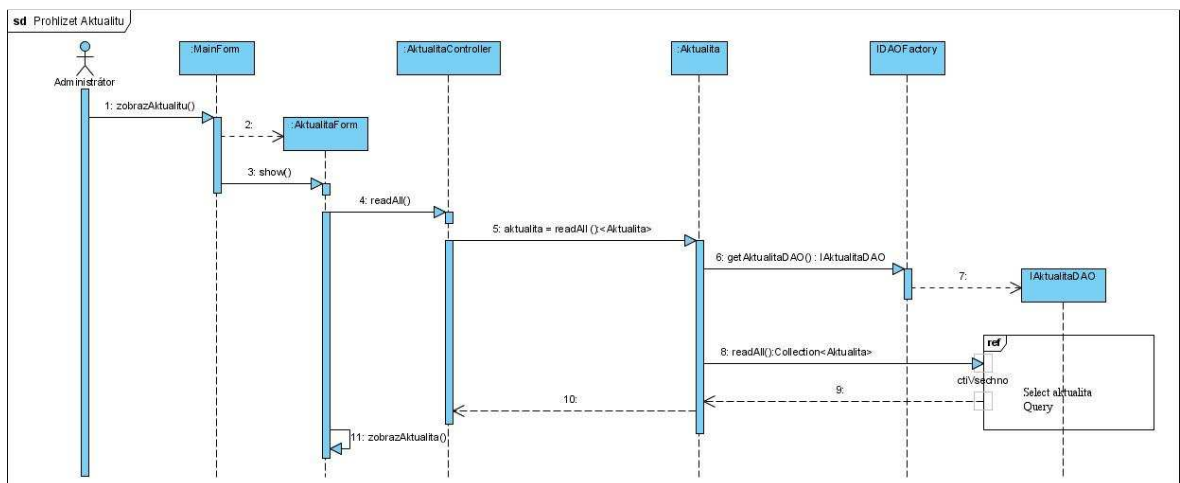 sd Prohlizet Aktualitu
:MainForm
:AktualitaController
:Aktualita
IDAOFactory
Administrátor
1: zobrazAktualitu()
2:
:AktualitaForm
3: show()
4: readAll()
5: aktualita = readAll ():<Aktualita>
6: getAktualitaDAO() : IAktualitaDAO
7:
IAktualitaDAO
ref
8: readAll():Collection<Aktualita>
ctiVsechno
Select aktualita
Query
9:
10:
11: zobrazAktualita()